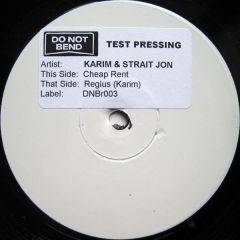 DO NOT
BEND
TEST PRESSING
Artist: KARIM & STRAIT JON
This Side: Cheap Rent
That Side: Regius (Karim)
Label: DNBr003